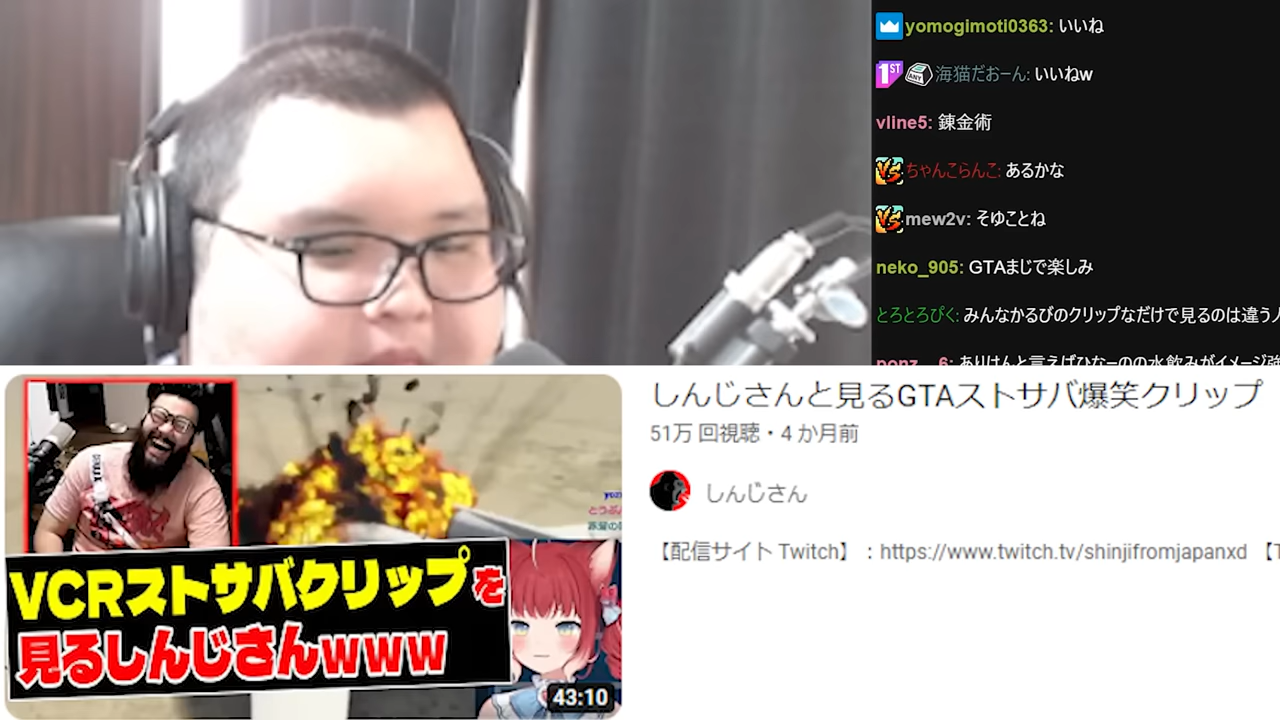 yomogimoti0363: いいね
1ST ANY 海猫だおーん: いいねw
vline5: 錬金術
VS ちゃんこらんこ: あるかな
VS mew2v: そゆことね
neko_905: GTAまじで楽しみ
とろとろぴく: みんなかるびのクリップなだけで見るのは違う
ponz__6: ありけんと言えばひなーのの水飲みがイメージ強
しんじさんと見るGTAストサバ爆笑クリップ
51万 回視聴・4 か月前
しんじさん
【配信サイト Twitch】：https://www.twitch.tv/shinjifromjapanxd
VCRストサバクリップを
見るしんじさんwww
43:10